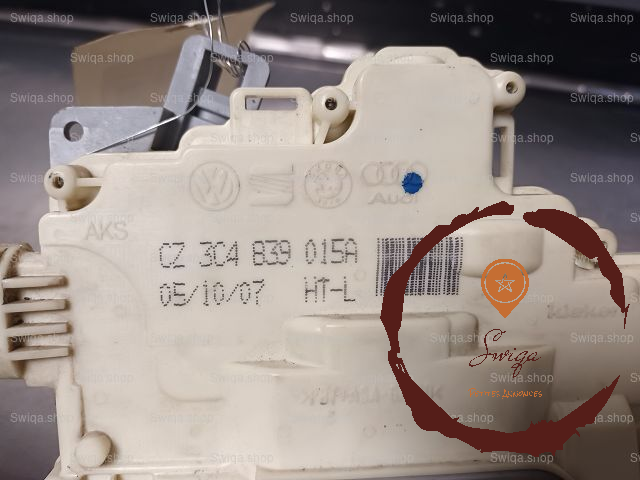 Audi
AKS
CZ 3C4 839 015A
05/10/07 HT-L
Swiqa
Swiqa.shop